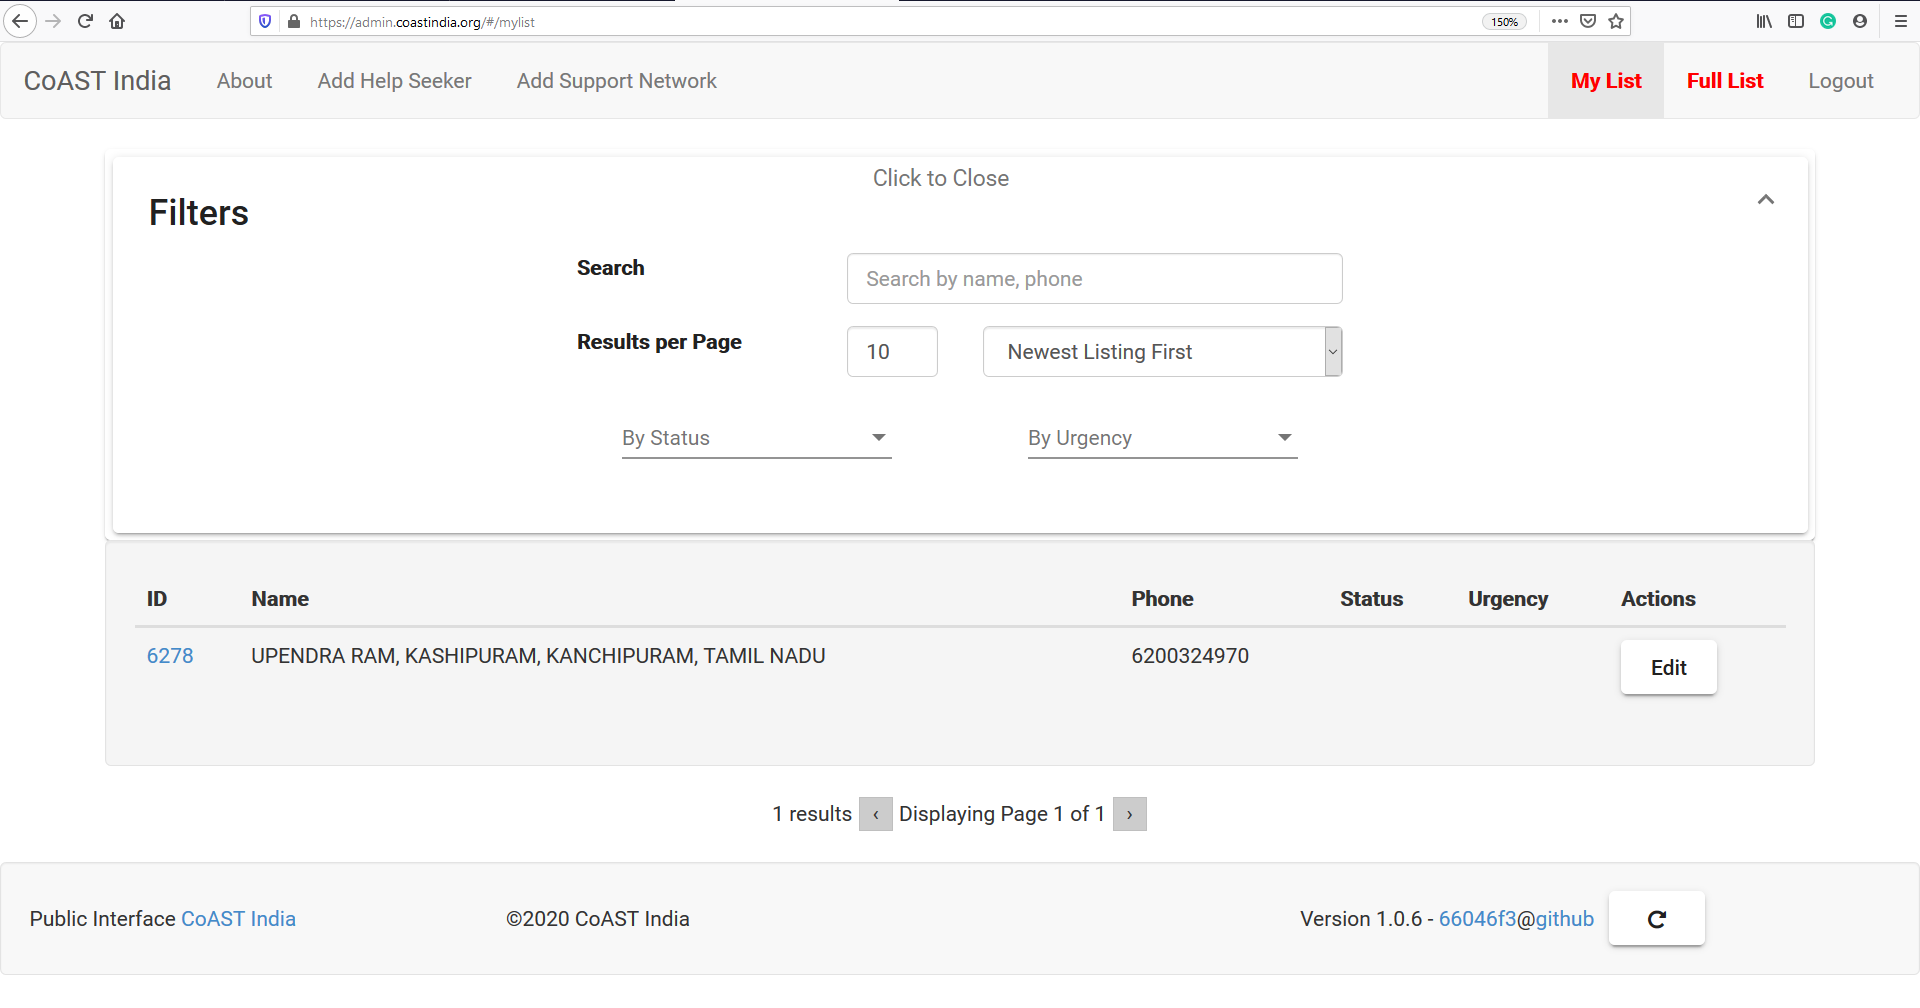 https://admin.coastindia.org/#/mylist 150%
CoAST India About Add Help Seeker Add Support Network My List Full List Logout
Click to Close
Filters
Search Search by name, phone
Results per Page 10 Newest Listing First
By Status By Urgency
ID Name Phone Status Urgency Actions
6278 UPENDRA RAM, KASHIPURAM, KANCHIPURAM, TAMIL NADU 6200324970 Edit
1 results ‹ Displaying Page 1 of 1 ›
Public Interface CoAST India ©2020 CoAST India Version 1.0.6 - 66046f3@github